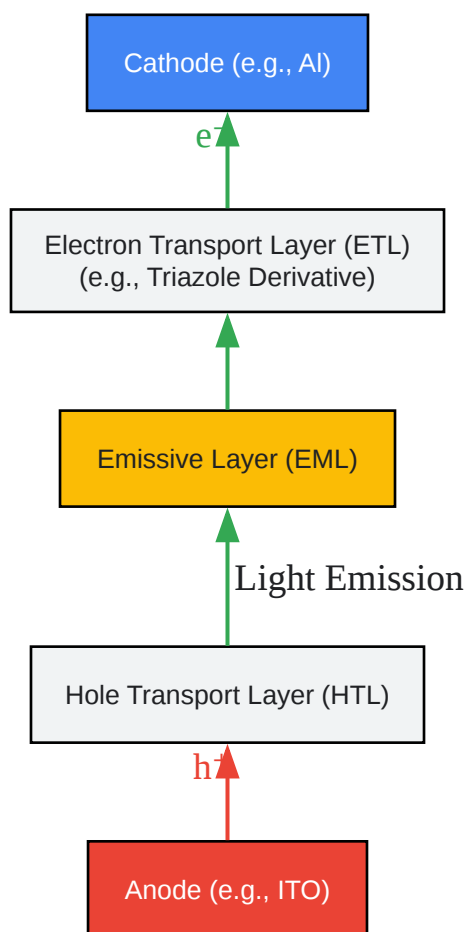 Cathode (e.g., Al)
e⁻
Electron Transport Layer (ETL)
(e.g., Triazole Derivative)
Emissive Layer (EML)
Light Emission
Hole Transport Layer (HTL)
h⁺
Anode (e.g., ITO)